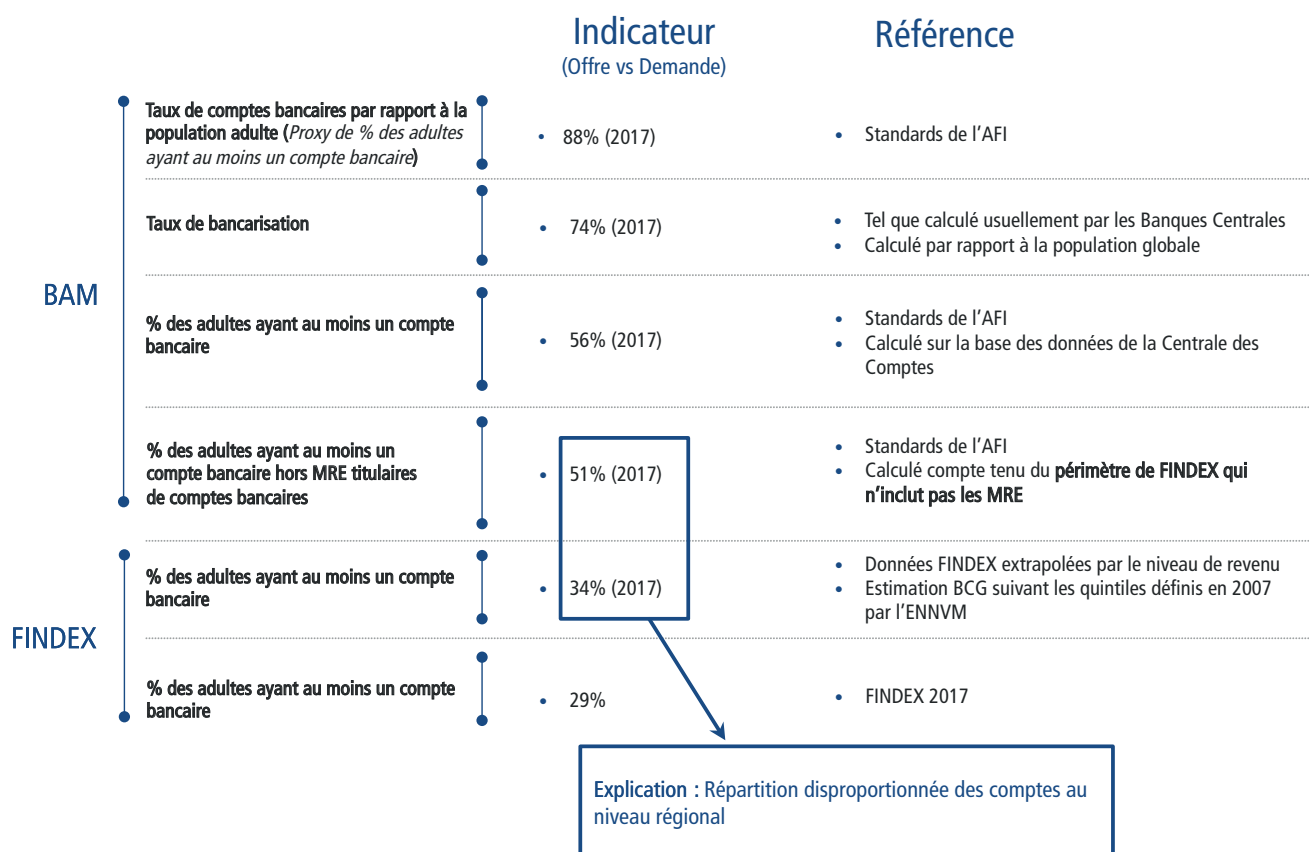 Indicateur
(Offre vs Demande)
Référence
BAM
Taux de comptes bancaires par rapport à la
population adulte (Proxy de % des adultes
ayant au moins un compte bancaire)
• 88% (2017)
• Standards de l'AFI
Taux de bancarisation
• 74% (2017)
• Tel que calculé usuellement par les Banques Centrales
• Calculé par rapport à la population globale
% des adultes ayant au moins un compte
bancaire
• 56% (2017)
• Standards de l'AFI
• Calculé sur la base des données de la Centrale des
Comptes
% des adultes ayant au moins un
compte bancaire hors MRE titulaires
de comptes bancaires
• 51% (2017)
• Standards de l'AFI
• Calculé compte tenu du périmètre de FINDEX qui
n'inclut pas les MRE
FINDEX
% des adultes ayant au moins un compte
bancaire
• 34% (2017)
• Données FINDEX extrapolées par le niveau de revenu
• Estimation BCG suivant les quintiles définis en 2007
par l'ENNVM
% des adultes ayant au moins un compte
bancaire
• 29%
• FINDEX 2017
Explication : Répartition disproportionnée des comptes au
niveau régional